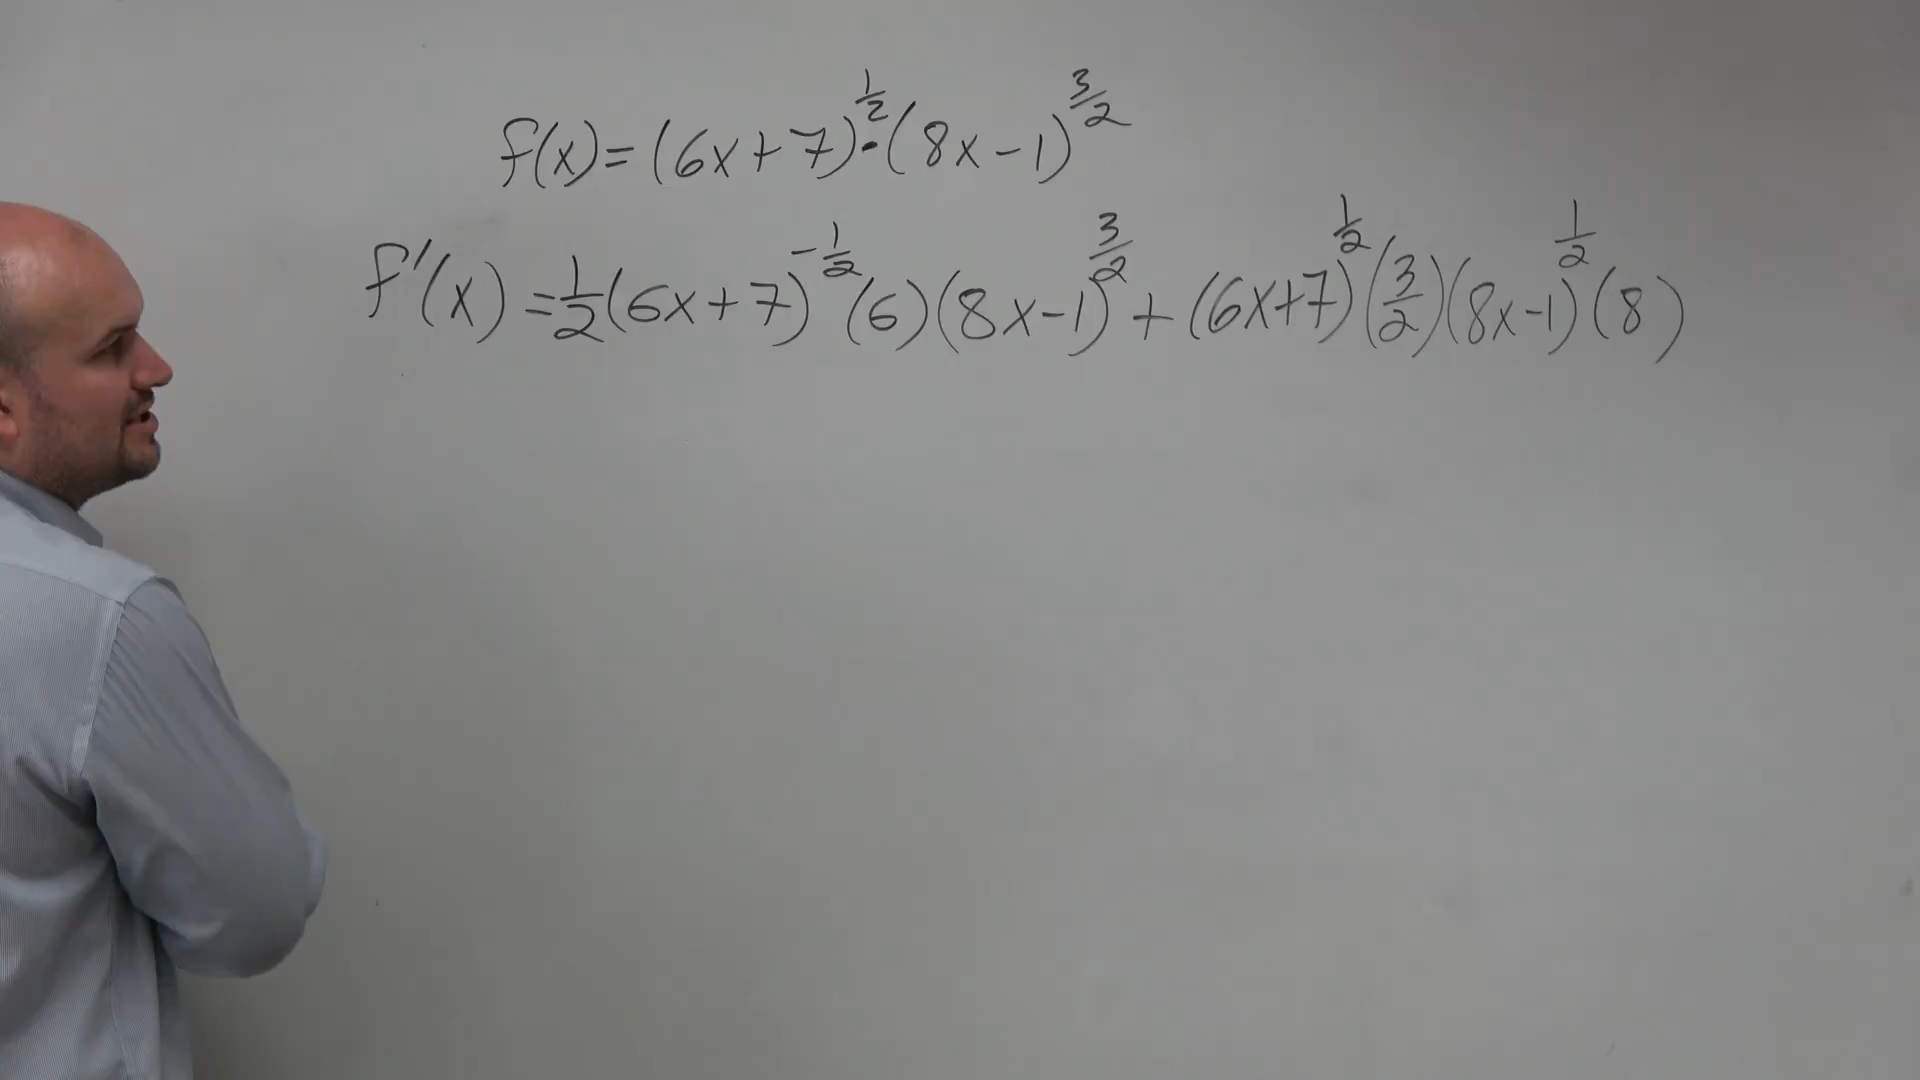 f(x) = (6x+7)^{1/2} · (8x-1)^{3/2}
f'(x) = 1/2 (6x+7)^{-1/2} (6)(8x-1)^{3/2} + (6x+7)^{1/2} (3/2)(8x-1)^{1/2} (8)